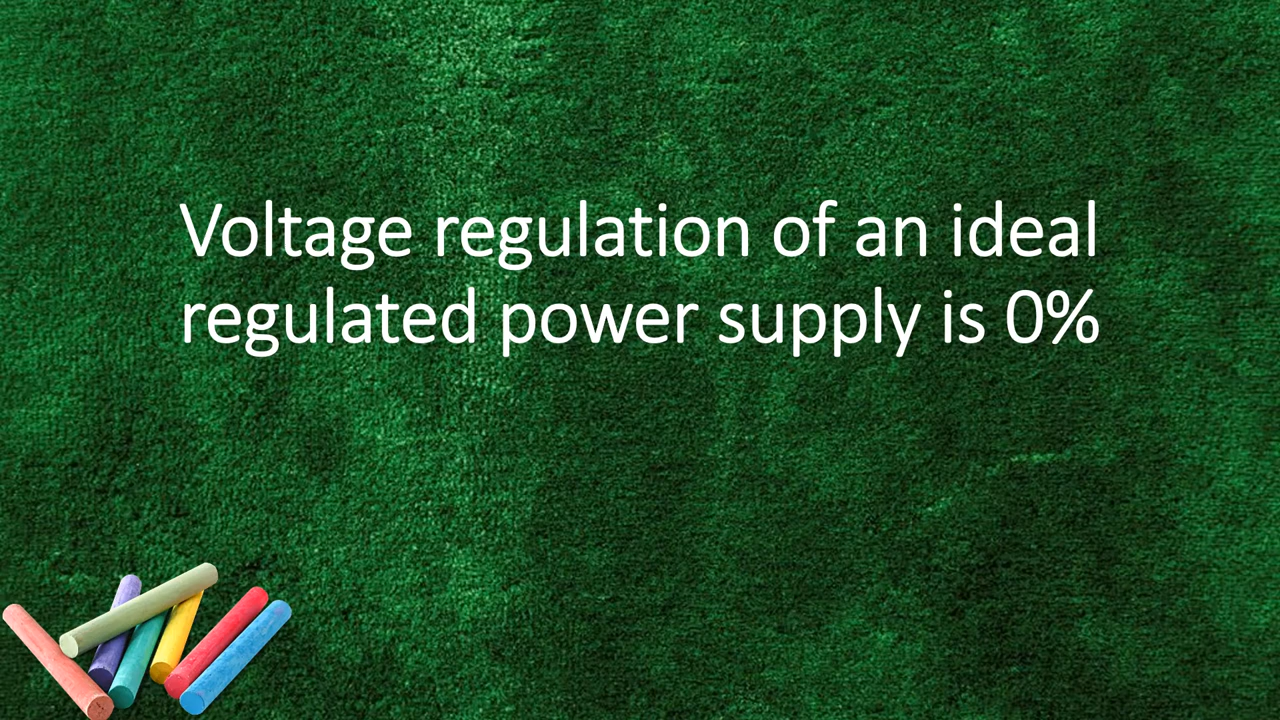 Voltage regulation of an ideal
regulated power supply is 0%